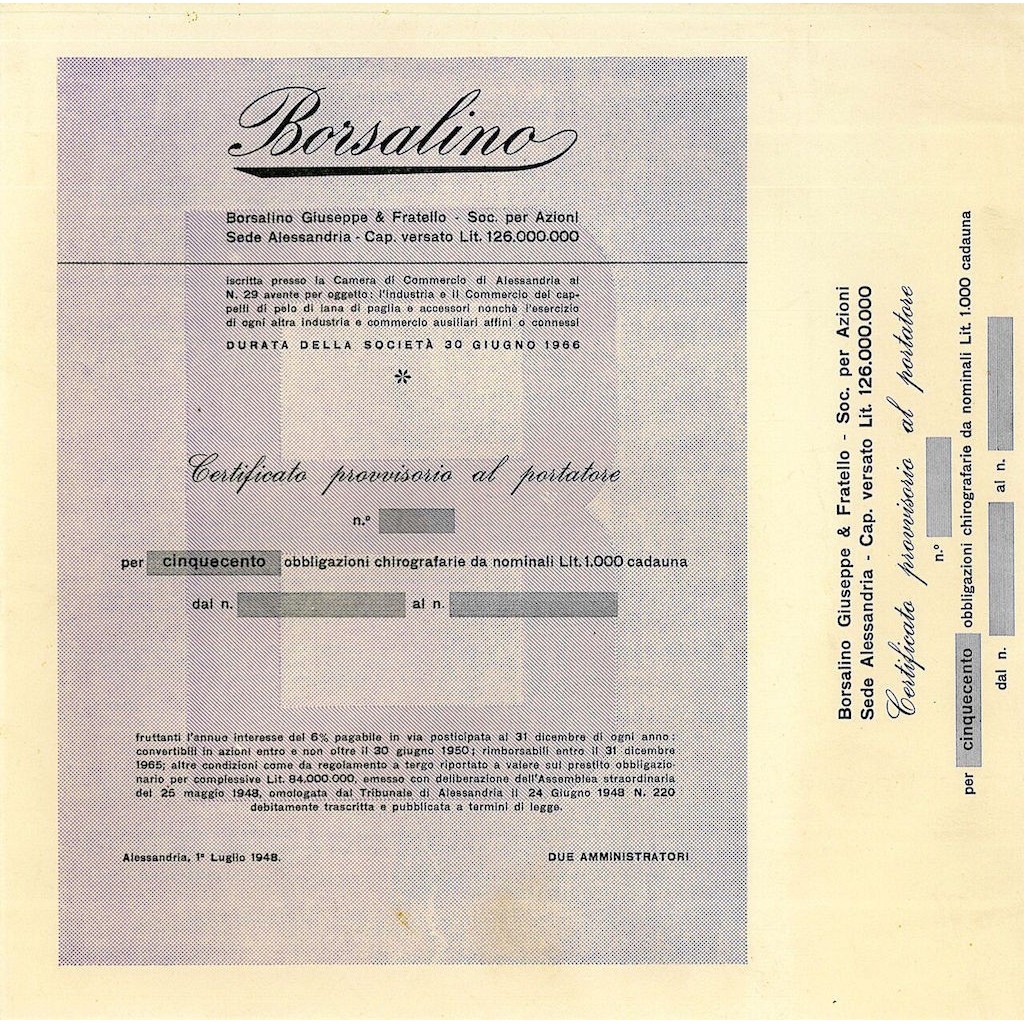 Borsalino
Borsalino Giuseppe & Fratello - Soc. per Azioni
Sede Alessandria - Cap. versato Lit. 126.000.000
iscritta presso la Camera di Commercio di Alessandria al
N. 29 avente per oggetto: l'industria e il Commercio dei cap-
pelli di pelo di lana di paglia e accessori nonchè l'esercizio
di ogni altra industria e commercio ausiliari affini o connessi
DURATA DELLA SOCIETÀ 30 GIUGNO 1966
*
Certificato provvisorio al portatore
n.º
per cinquecento obbligazioni chirografarie da nominali Lit. 1.000 cadauna
dal n. al n.
fruttanti l'annuo interesse del 6% pagabile in via posticipata al 31 dicembre di ogni anno:
convertibili in azioni entro e non oltre il 30 giugno 1950; rimborsabili entro il 31 dicembre
1965; altre condizioni come da regolamento a tergo riportato a valere sul prestito obbligazio-
nario per complessive Lit. 84.000.000, emesso con deliberazione dell'Assemblea straordinaria
del 25 maggio 1948, omologata dal Tribunale di Alessandria il 24 Giugno 1948 N. 220
debitamente trascritta e pubblicata a termini di legge.
Alessandria, 1º Luglio 1948. DUE AMMINISTRATORI
Borsalino Giuseppe & Fratello - Soc. per Azioni
Sede Alessandria - Cap. versato Lit. 126.000.000
Certificato provvisorio al portatore
n.º
per cinquecento obbligazioni chirografarie da nominali Lit. 1.000 cadauna
dal n. al n.